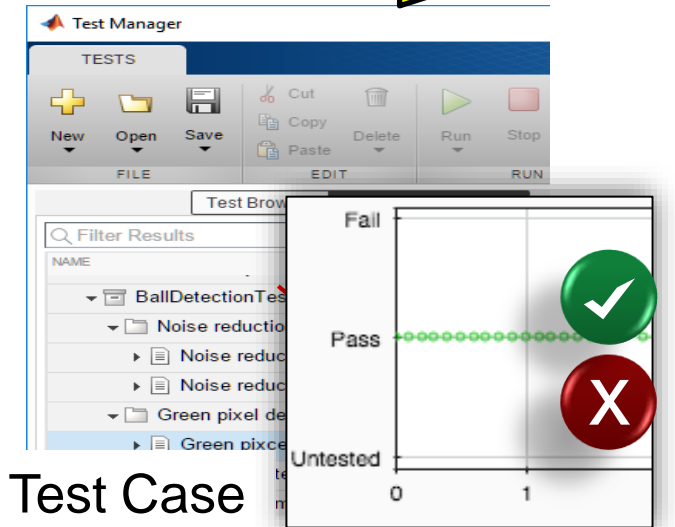 Test Manager
TESTS
New
Open
Save
Cut
Copy
Paste
Delete
Run
Stop
FILE
EDIT
RUN
Test Brow
Filter Results
NAME
BallDetectionTes
Noise reductio
Noise reduc
Noise reduc
Green pixel de
Green pixce
Test Case
Fail
Pass
Untested
0
1
X